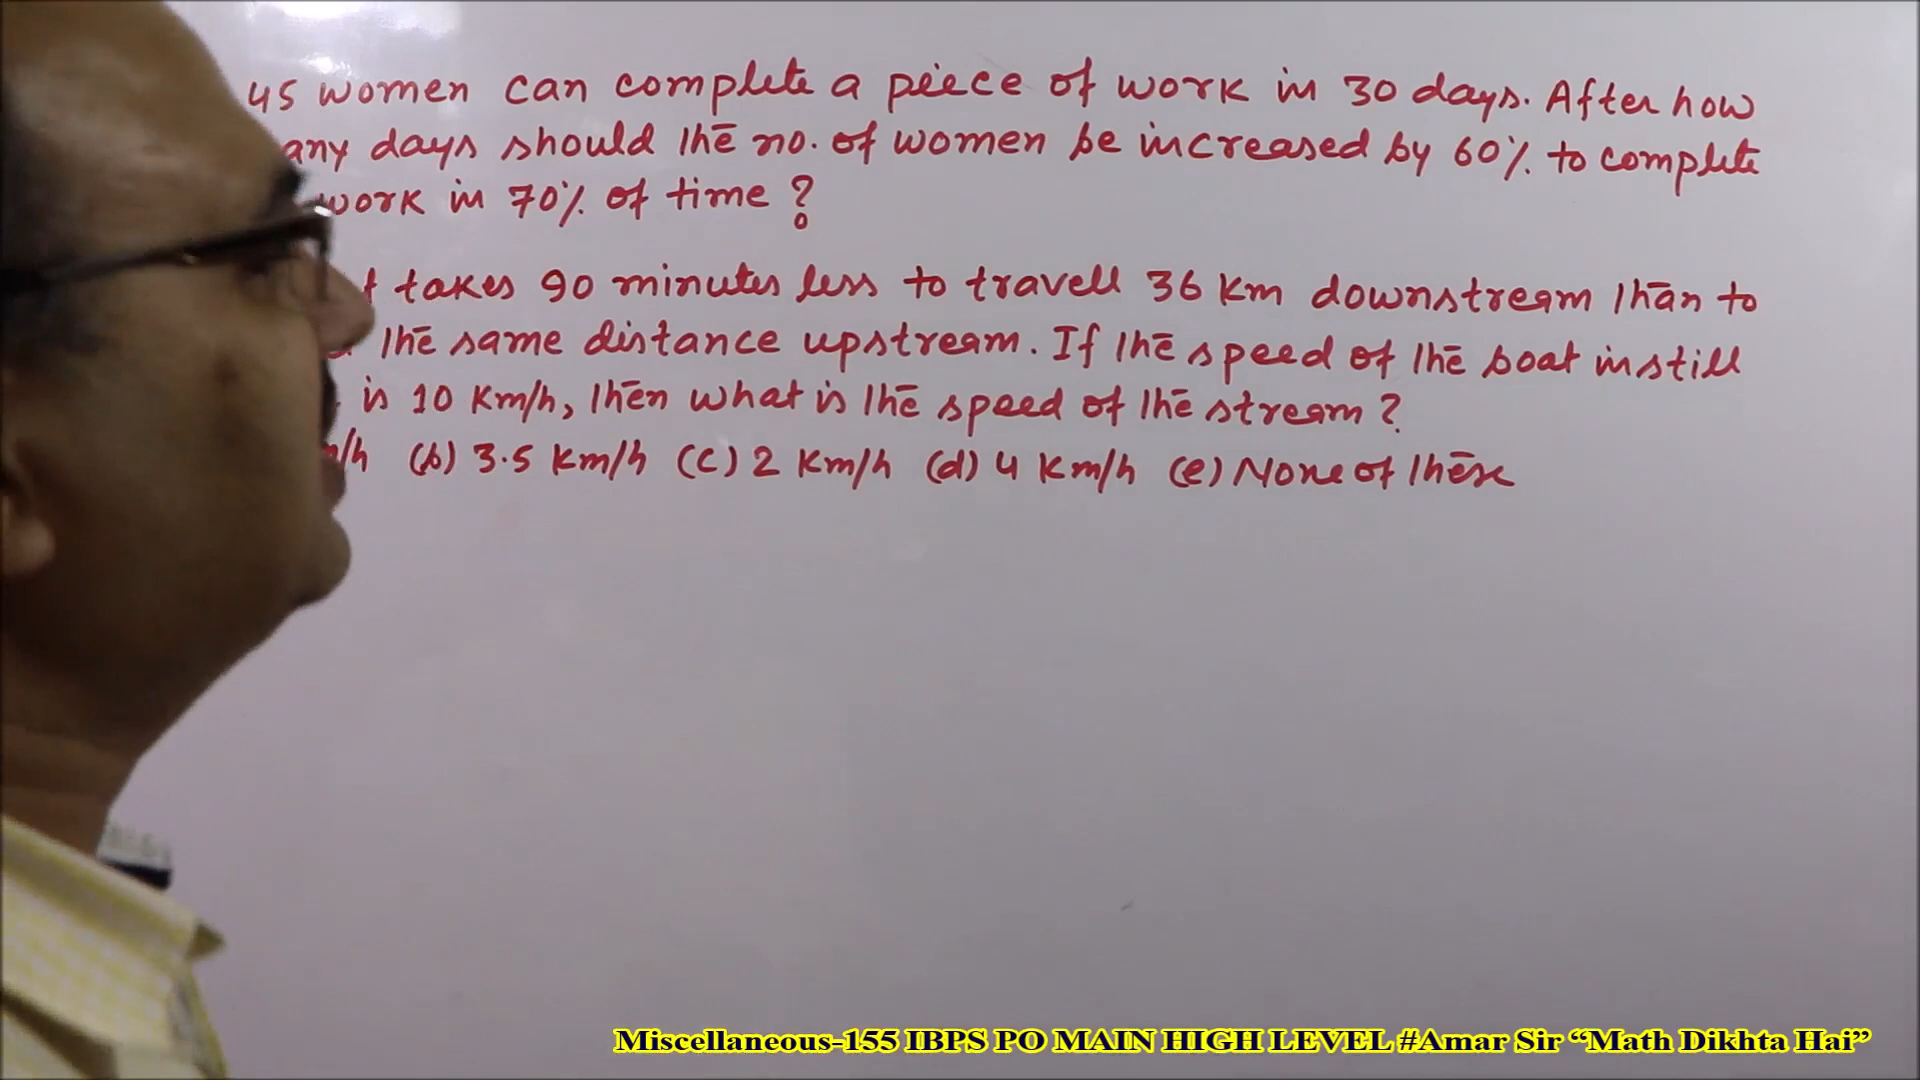 45 women can complete a piece of work in 30 days. After how
any days should the no. of women be increased by 60% to complete
work in 70% of time ?
t takes 90 minutes less to travell 36 Km downstream than to
the same distance upstream. If the speed of the boat in still
is 10 Km/h, then what is the speed of the stream ?
m/h (b) 3.5 Km/h (c) 2 Km/h (d) 4 Km/h (e) None of these
Miscellaneous-155 IBPS PO MAIN HIGH LEVEL #Amar Sir “Math Dikhta Hai”